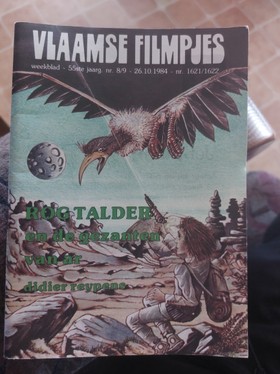 VLAAMSE FILMPJES
weekblad - 55ste jaarg. nr. 8/9 - 26.10.1984 - nr. 1621/1622
ROG TALDER
en de gezanten
van ar
didier reypens